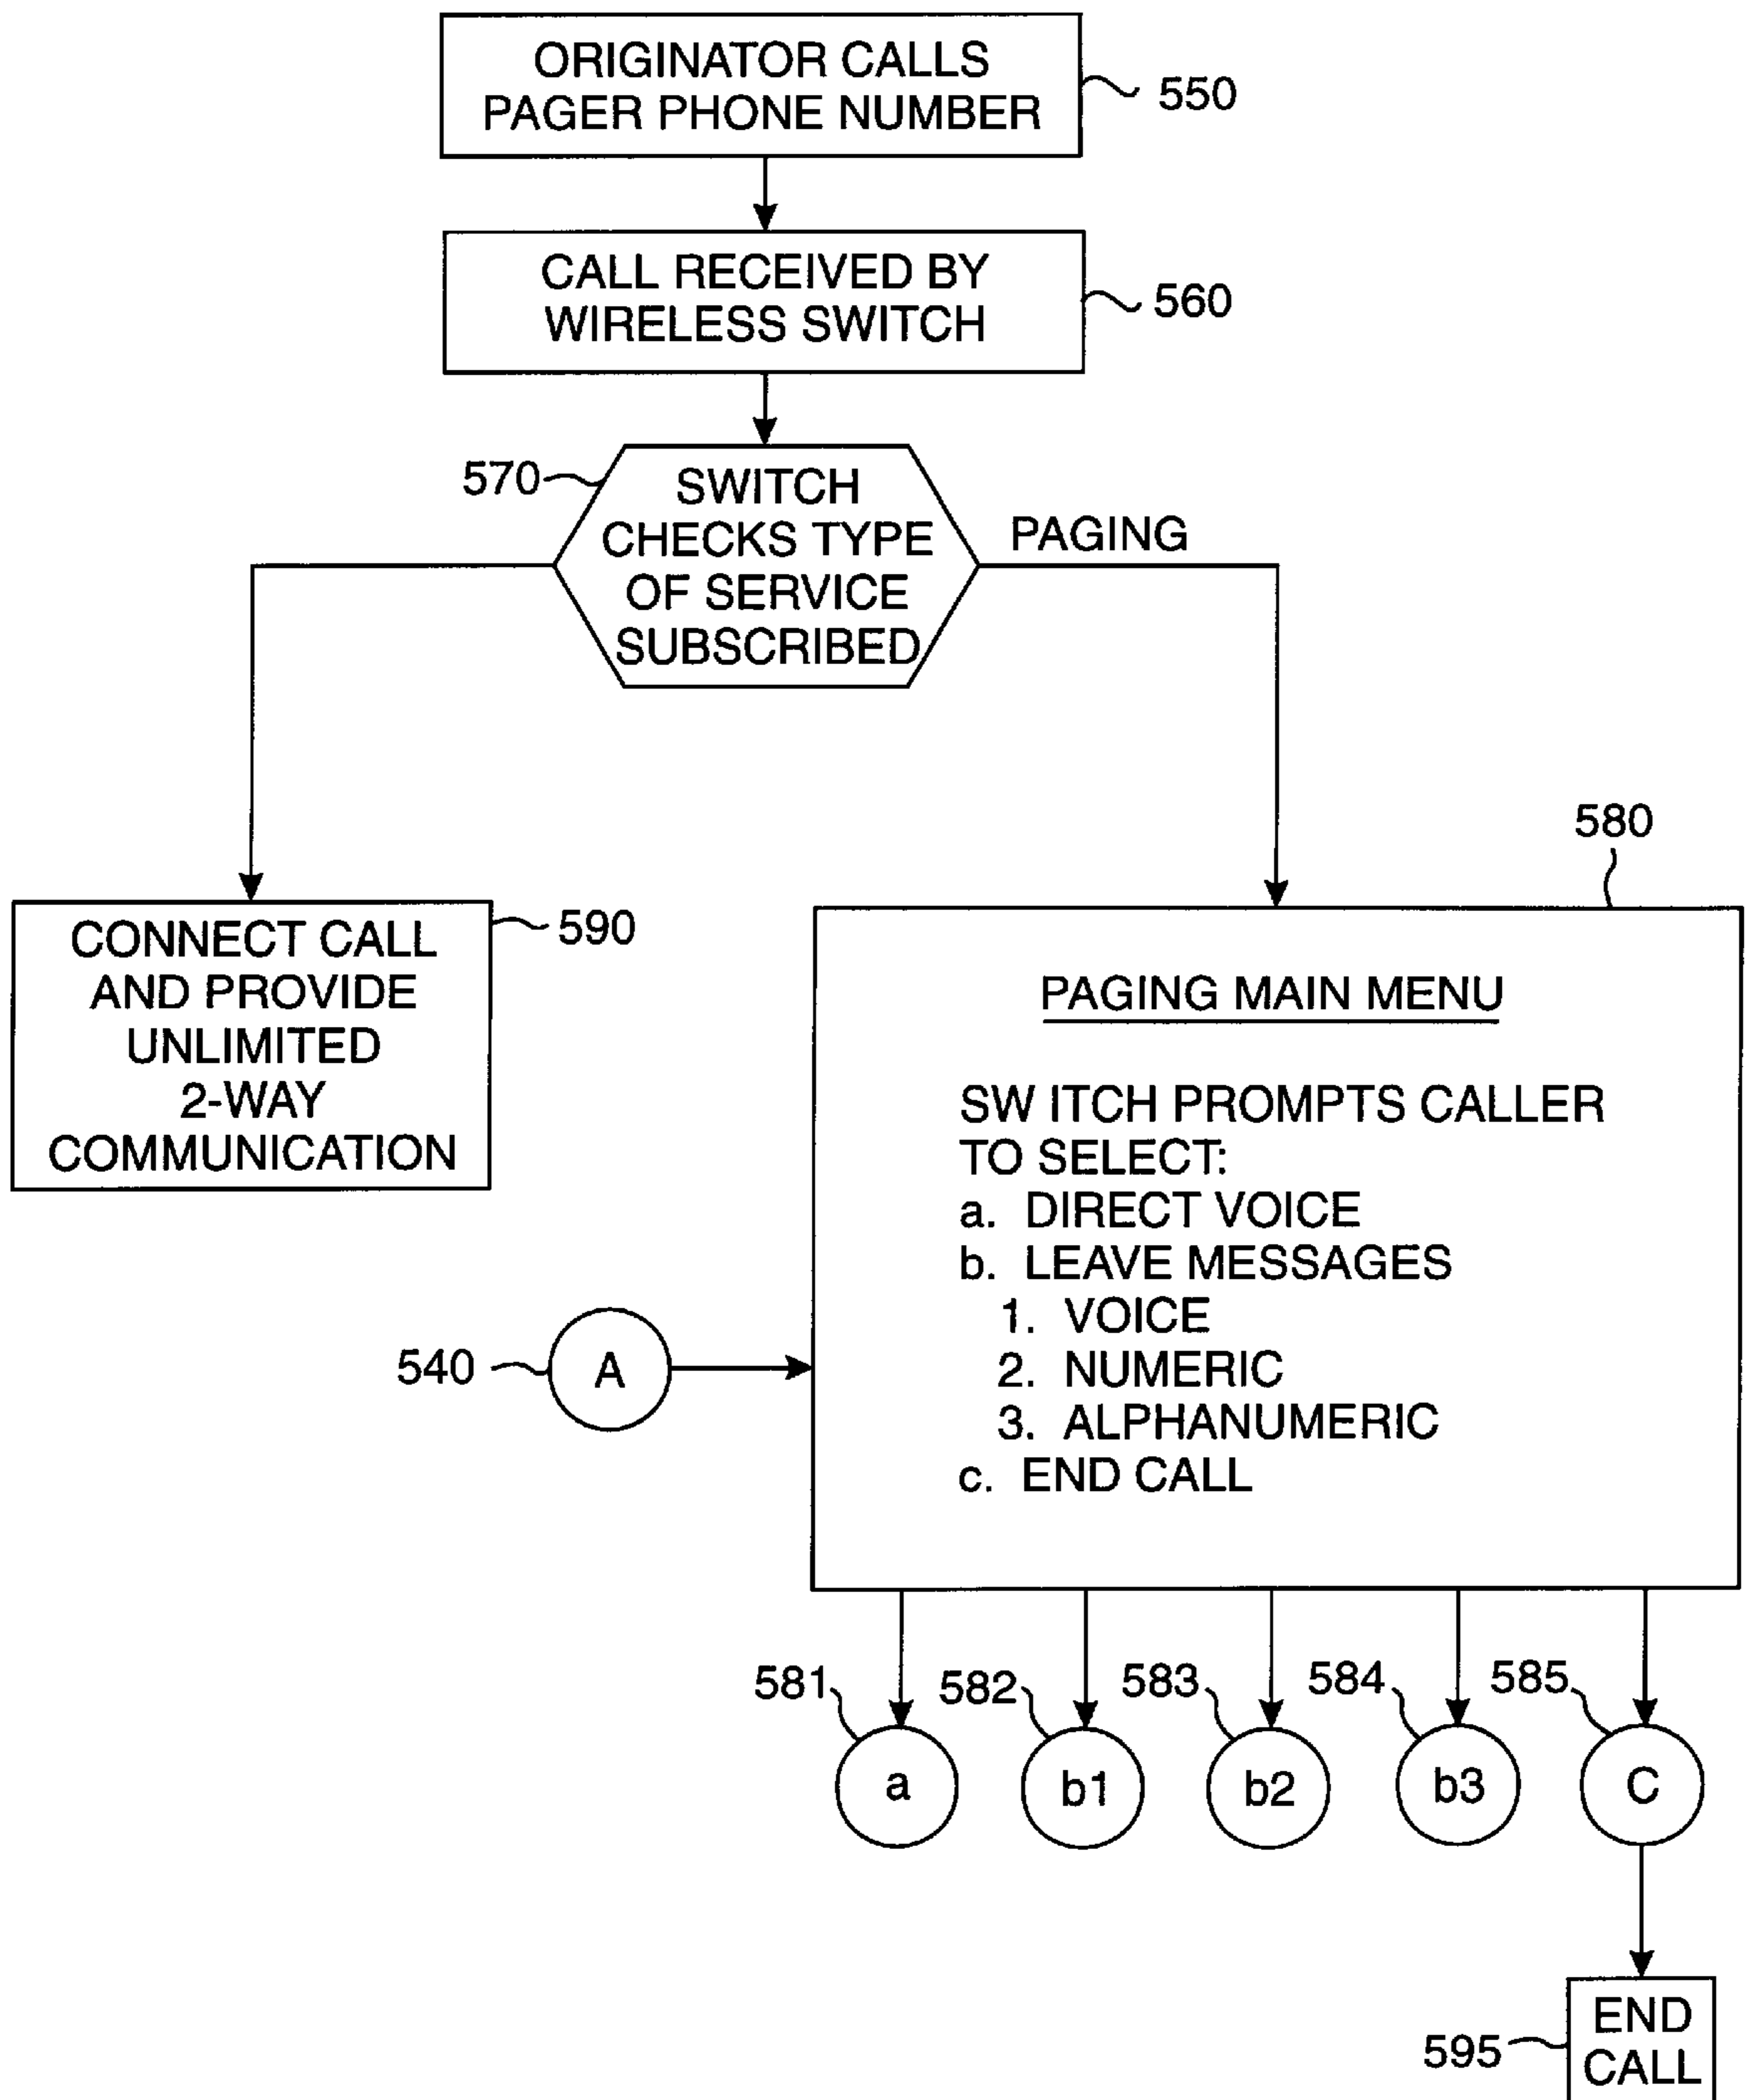 ORIGINATOR CALLS
PAGER PHONE NUMBER
550
CALL RECEIVED BY
WIRELESS SWITCH
560
570
SWITCH
CHECKS TYPE
OF SERVICE
SUBSCRIBED
PAGING
580
CONNECT CALL
AND PROVIDE
UNLIMITED
2-WAY
COMMUNICATION
590
PAGING MAIN MENU
SW ITCH PROMPTS CALLER
TO SELECT:
a. DIRECT VOICE
b. LEAVE MESSAGES
1. VOICE
2. NUMERIC
3. ALPHANUMERIC
c. END CALL
540
A
581
582
583
584
585
a
b1
b2
b3
C
END
CALL
595